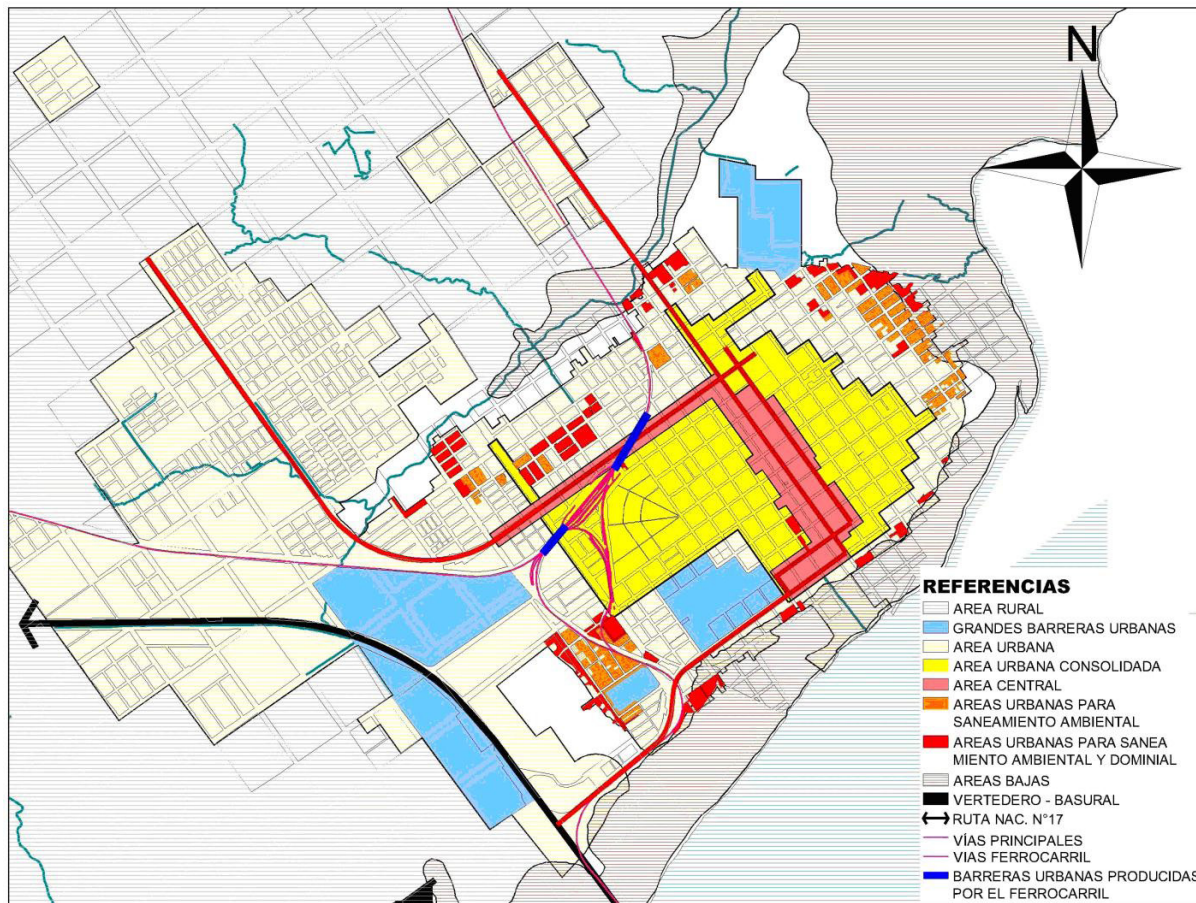 N
REFERENCIAS
AREA RURAL
GRANDES BARRERAS URBANAS
AREA URBANA
AREA URBANA CONSOLIDADA
AREA CENTRAL
AREAS URBANAS PARA
SANEAMIENTO AMBIENTAL
AREAS URBANAS PARA SANEA
MIENTO AMBIENTAL Y DOMINIAL
AREAS BAJAS
VERTEDERO - BASURAL
RUTA NAC. N°17
VÍAS PRINCIPALES
VIAS FERROCARRIL
BARRERAS URBANAS PRODUCIDAS
POR EL FERROCARRIL